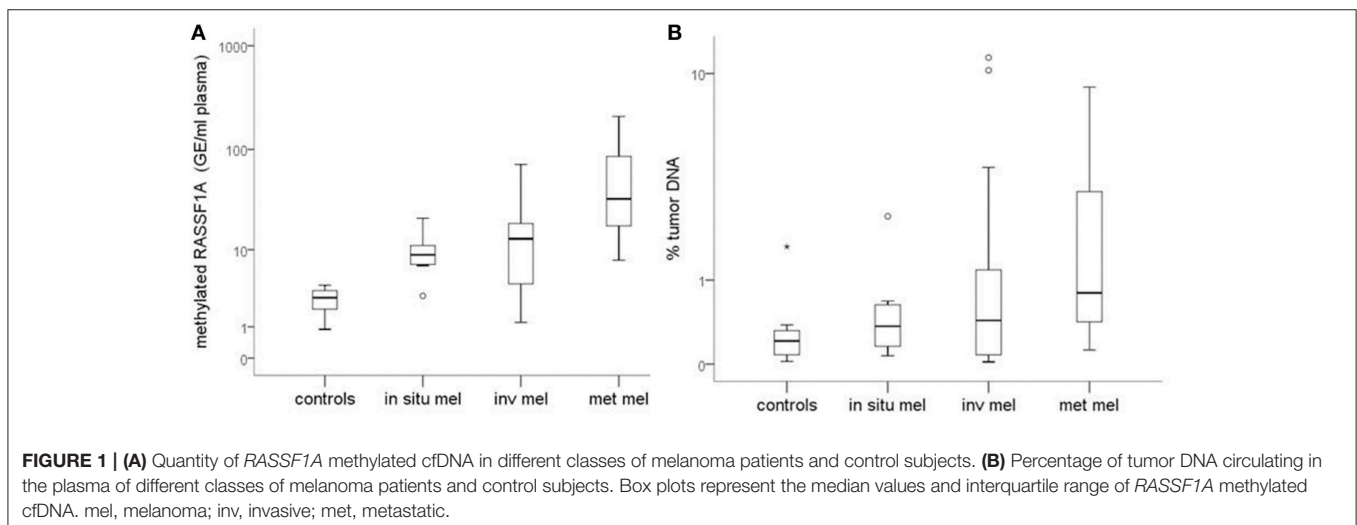 A
methylated RASSF1A (GE/ml plasma)
1000
100
10
1
0
controls
in situ mel
inv mel
met mel
B
% tumor DNA
10
1
0
controls
in situ mel
inv mel
met mel
FIGURE 1 | (A) Quantity of RASSF1A methylated cfDNA in different classes of melanoma patients and control subjects. (B) Percentage of tumor DNA circulating in
the plasma of different classes of melanoma patients and control subjects. Box plots represent the median values and interquartile range of RASSF1A methylated
cfDNA. mel, melanoma; inv, invasive; met, metastatic.